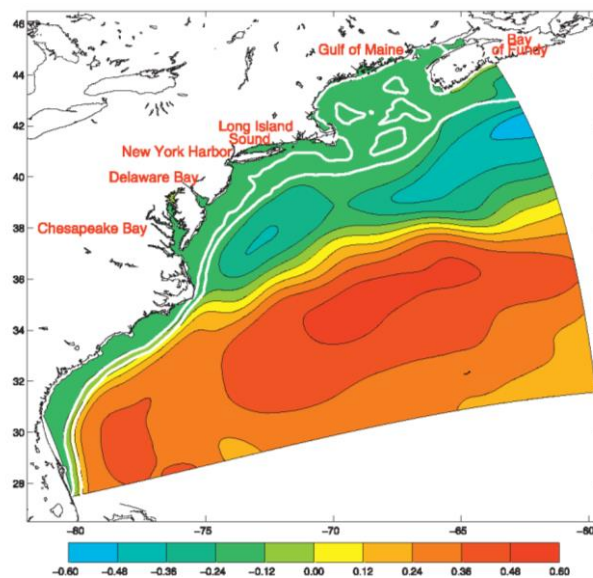 46
44
42
40
38
36
34
32
30
28
Gulf of Maine
Bay
of Fundy
Long Island
Sound
New York Harbor
Delaware Bay
Chesapeake Bay
-80
-75
-70
-65
-60
-0.60 -0.48 -0.36 -0.24 -0.12 0.00 0.12 0.24 0.36 0.48 0.60